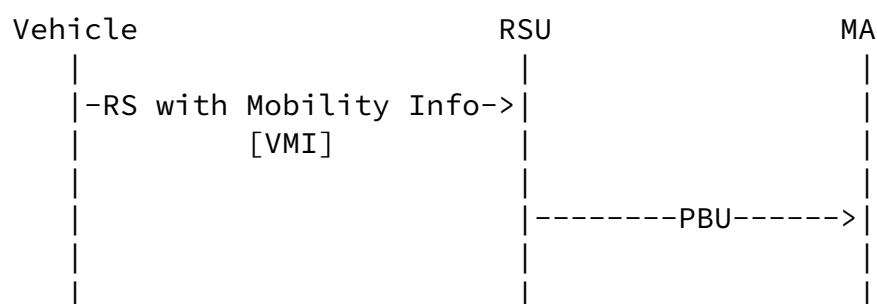 Vehicle RSU MA
-RS with Mobility Info->
[VMI]
--------PBU------>